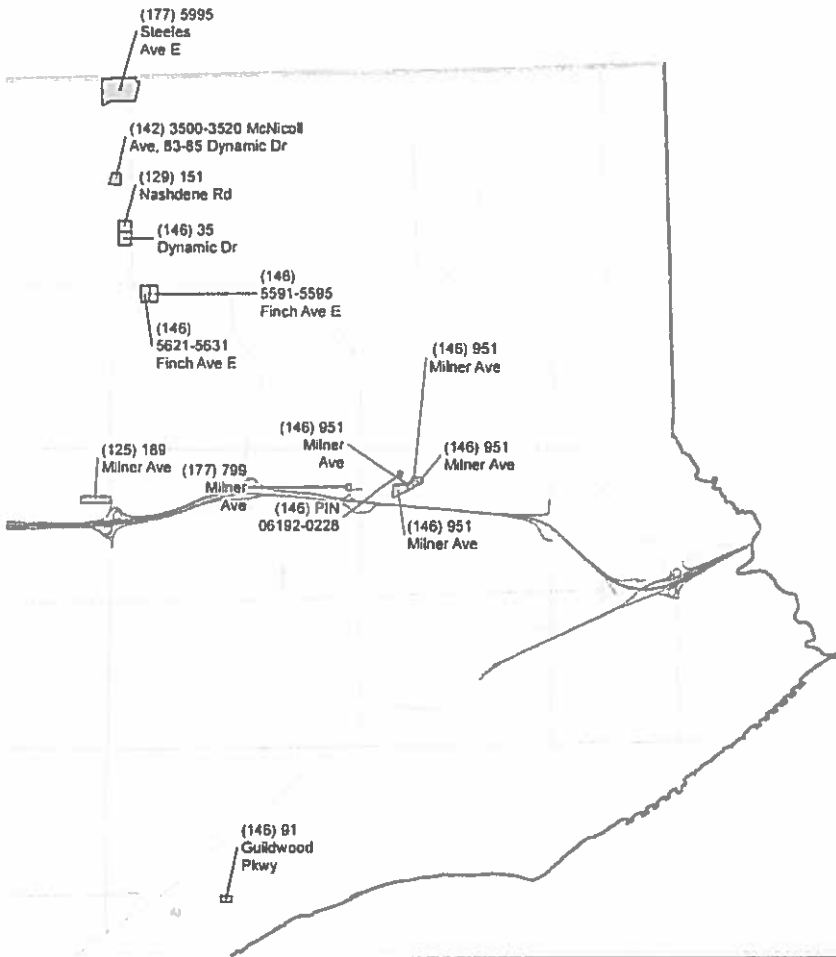 (177) 5995
Steeles
Ave E
(142) 3500-3520 McNicoll
Ave, 83-85 Dynamic Dr
(129) 151
Nashdene Rd
(146) 35
Dynamic Dr
(146)
5591-5595
Finch Ave E
(146)
5621-5631
Finch Ave E
(146) 951
Milner Ave
(146) 951
Milner
Ave
(146) 951
Milner Ave
(125) 189
Milner Ave
(177) 799
Milner
Ave
(146) PIN
06192-0228
(146) 951
Milner Ave
(146) 91
Guildwood
Pkwy